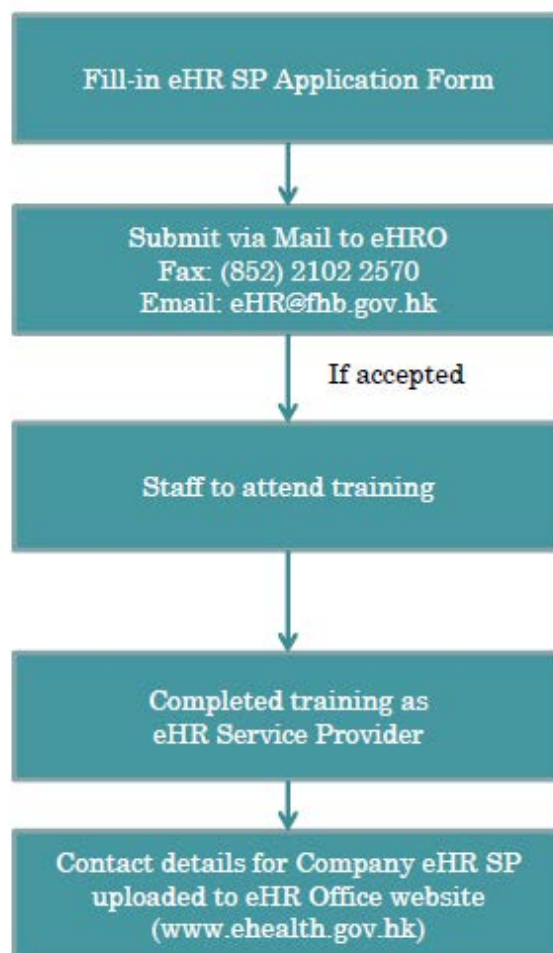 Fill-in eHR SP Application Form
Submit via Mail to eHRO
Fax: (852) 2102 2570
Email: eHR@fhb.gov.hk
If accepted
Staff to attend training
Completed training as
eHR Service Provider
Contact details for Company eHR SP
uploaded to eHR Office website
(www.ehealth.gov.hk)